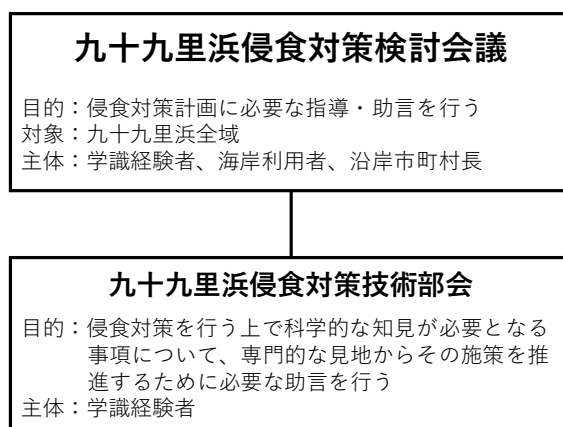 九十九里浜侵食対策検討会議
目的：侵食対策計画に必要な指導・助言を行う
対象：九十九里浜全域
主体：学識経験者、海岸利用者、沿岸市町村長
九十九里浜侵食対策技術部会
目的：侵食対策を行う上で科学的な知見が必要となる
事項について、専門的な見地からその施策を推
進するために必要な助言を行う
主体：学識経験者